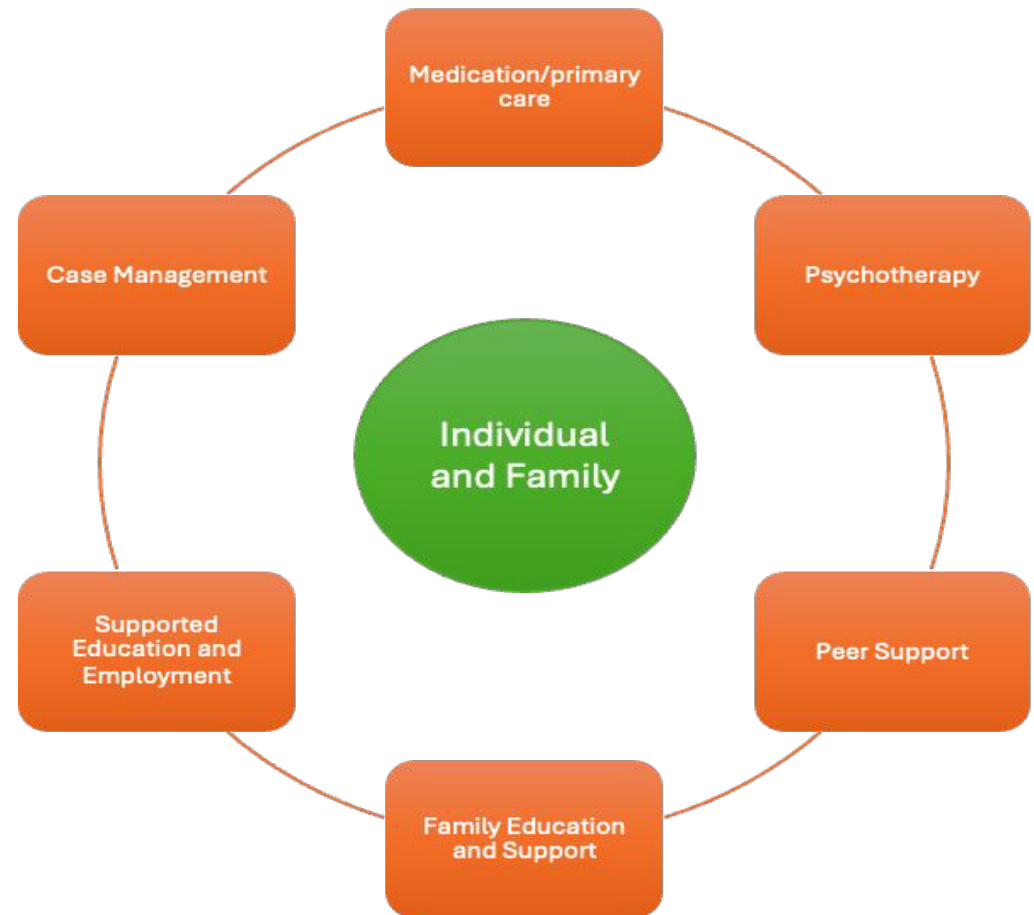 Medication/primary
care
Psychotherapy
Peer Support
Family Education
and Support
Supported
Education and
Employment
Case Management
Individual
and Family